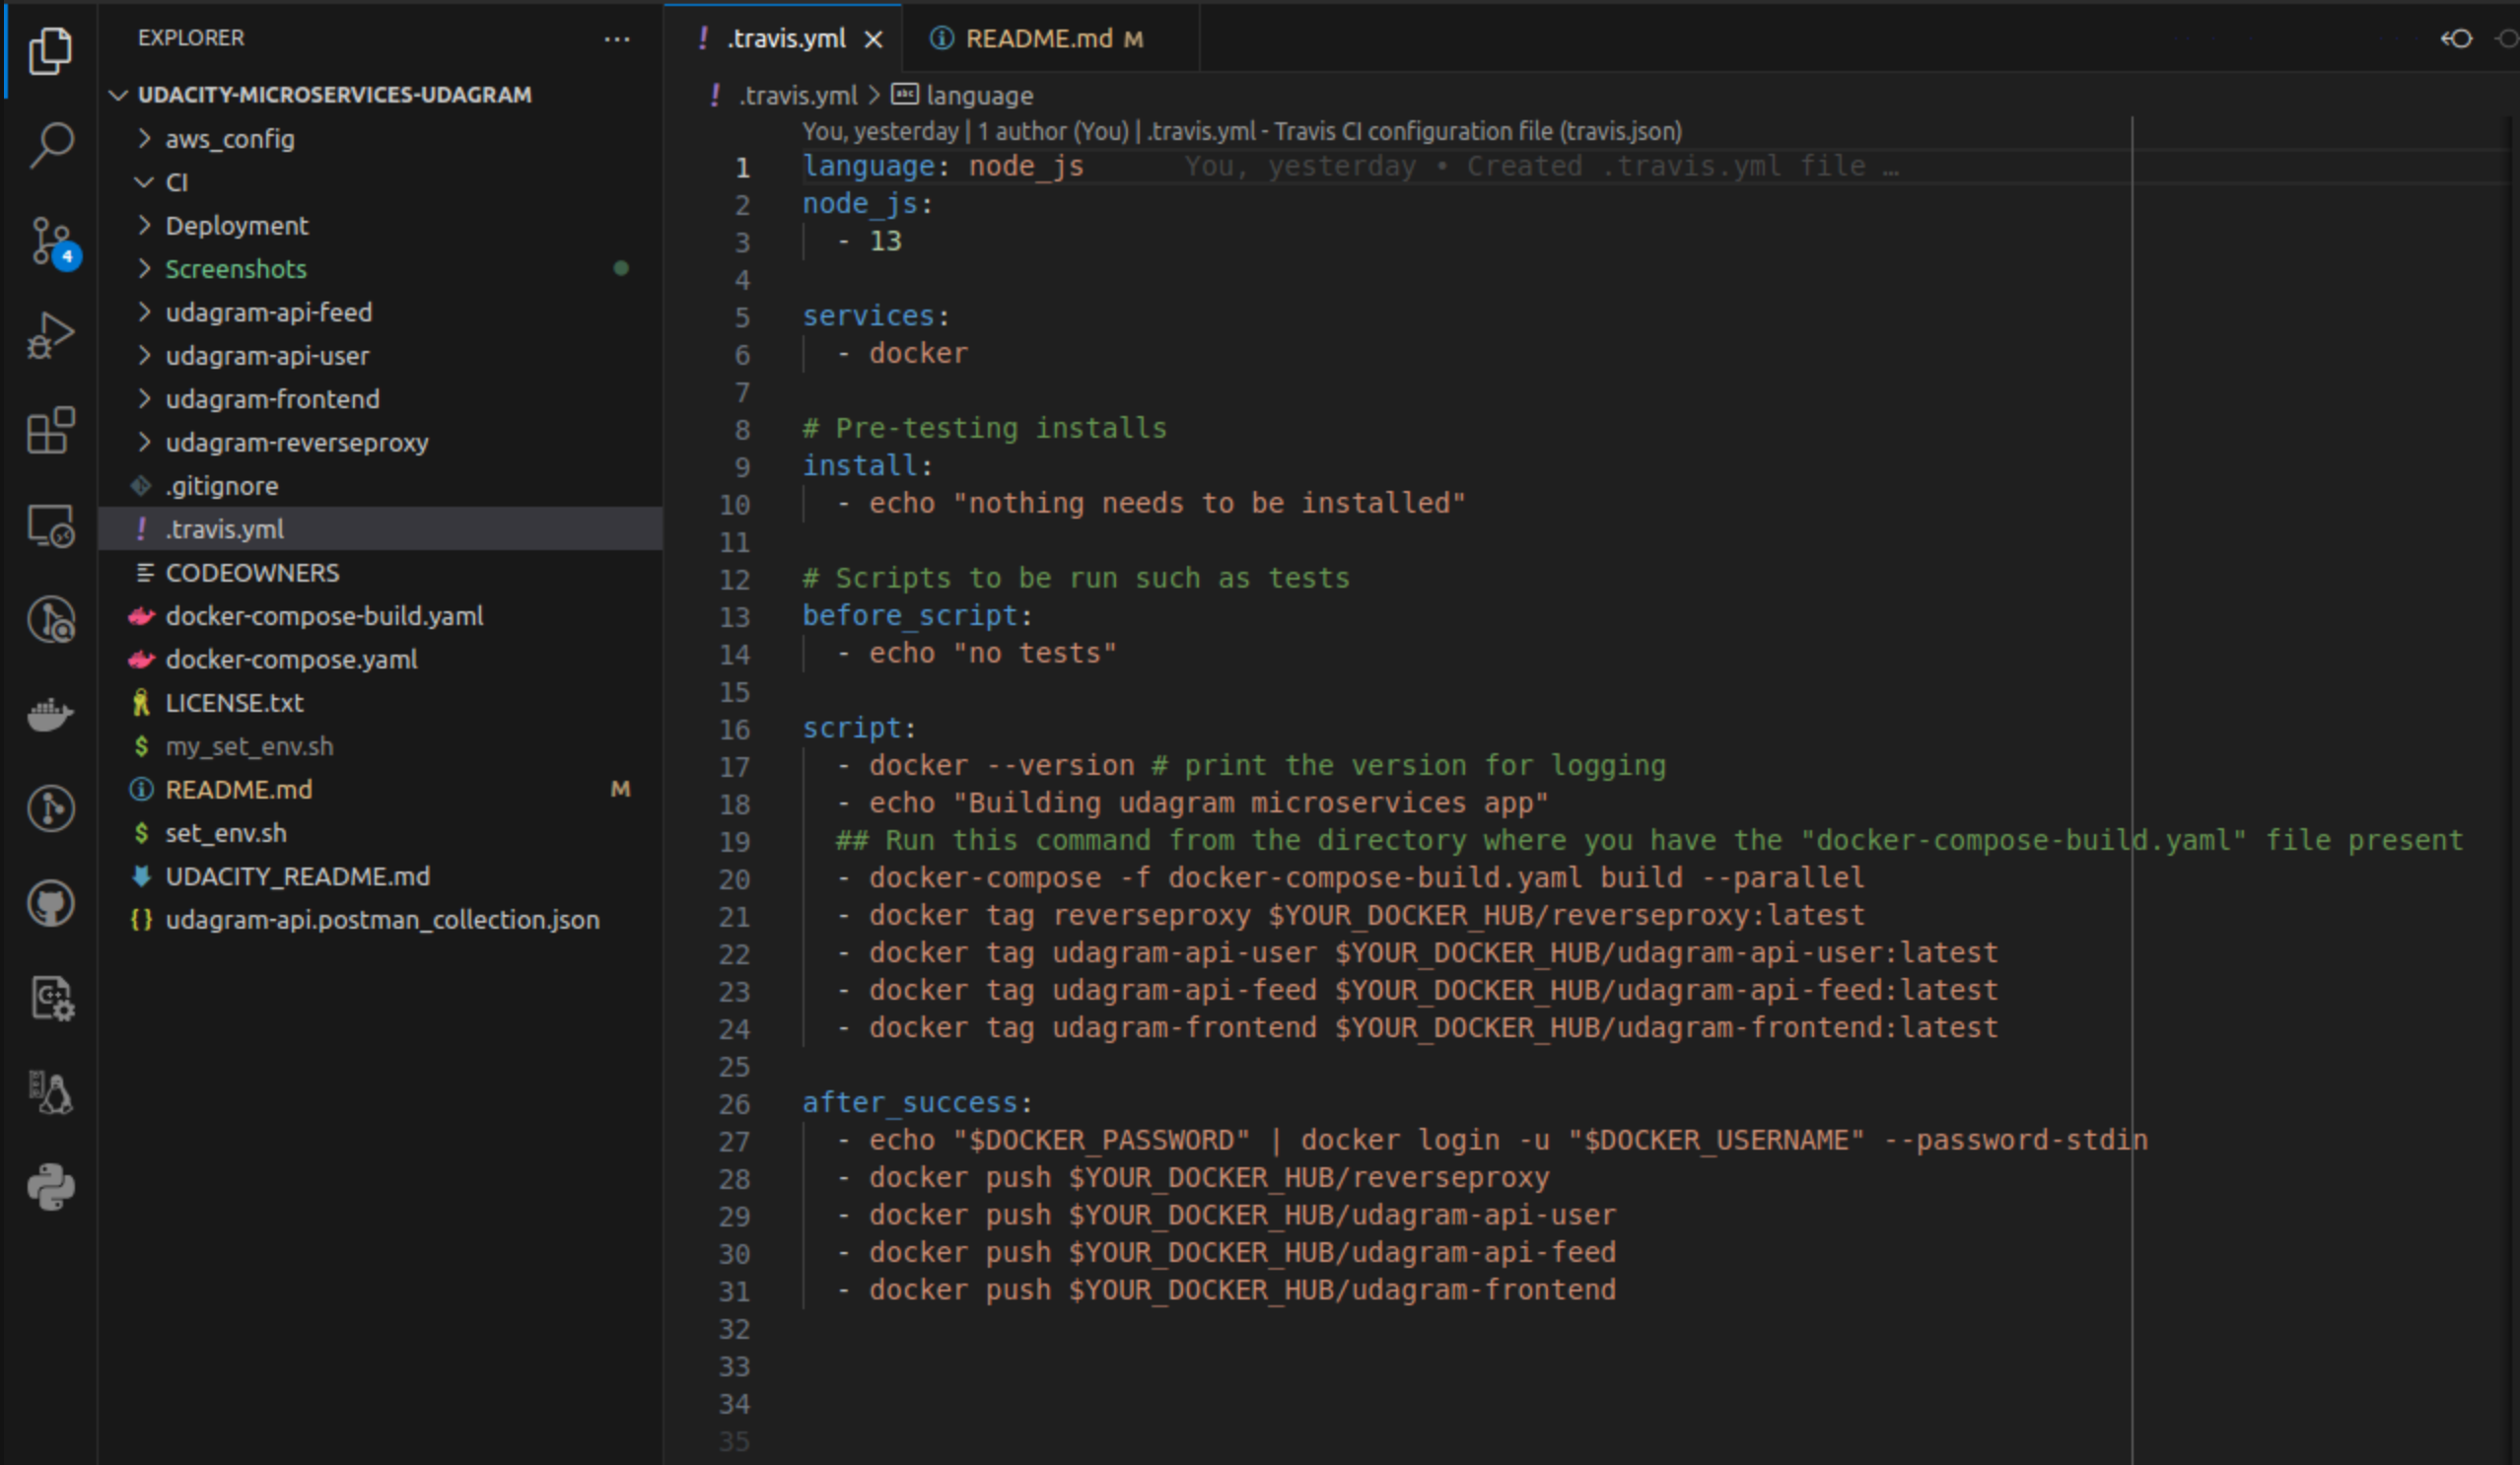 EXPLORER
UDACITY-MICROSERVICES-UDAGRAM
aws_config
CI
Deployment
Screenshots
udagram-api-feed
udagram-api-user
udagram-frontend
udagram-reverseproxy
.gitignore
.travis.yml
CODEOWNERS
docker-compose-build.yaml
docker-compose.yaml
LICENSE.txt
my_set_env.sh
README.md M
set_env.sh
UDACITY_README.md
udagram-api.postman_collection.json
4
.travis.yml
README.md M
.travis.yml > abc language
You, yesterday | 1 author (You) | .travis.yml - Travis CI configuration file (travis.json)
1 language: node_js You, yesterday • Created .travis.yml file …
2 node_js:
3   - 13
4
5 services:
6   - docker
7
8 # Pre-testing installs
9 install:
10   - echo "nothing needs to be installed"
11
12 # Scripts to be run such as tests
13 before_script:
14   - echo "no tests"
15
16 script:
17   - docker --version # print the version for logging
18   - echo "Building udagram microservices app"
19   ## Run this command from the directory where you have the "docker-compose-build.yaml" file present
20   - docker-compose -f docker-compose-build.yaml build --parallel
21   - docker tag reverseproxy $YOUR_DOCKER_HUB/reverseproxy:latest
22   - docker tag udagram-api-user $YOUR_DOCKER_HUB/udagram-api-user:latest
23   - docker tag udagram-api-feed $YOUR_DOCKER_HUB/udagram-api-feed:latest
24   - docker tag udagram-frontend $YOUR_DOCKER_HUB/udagram-frontend:latest
25
26 after_success:
27   - echo "$DOCKER_PASSWORD" | docker login -u "$DOCKER_USERNAME" --password-stdin
28   - docker push $YOUR_DOCKER_HUB/reverseproxy
29   - docker push $YOUR_DOCKER_HUB/udagram-api-user
30   - docker push $YOUR_DOCKER_HUB/udagram-api-feed
31   - docker push $YOUR_DOCKER_HUB/udagram-frontend
32
33
34
35